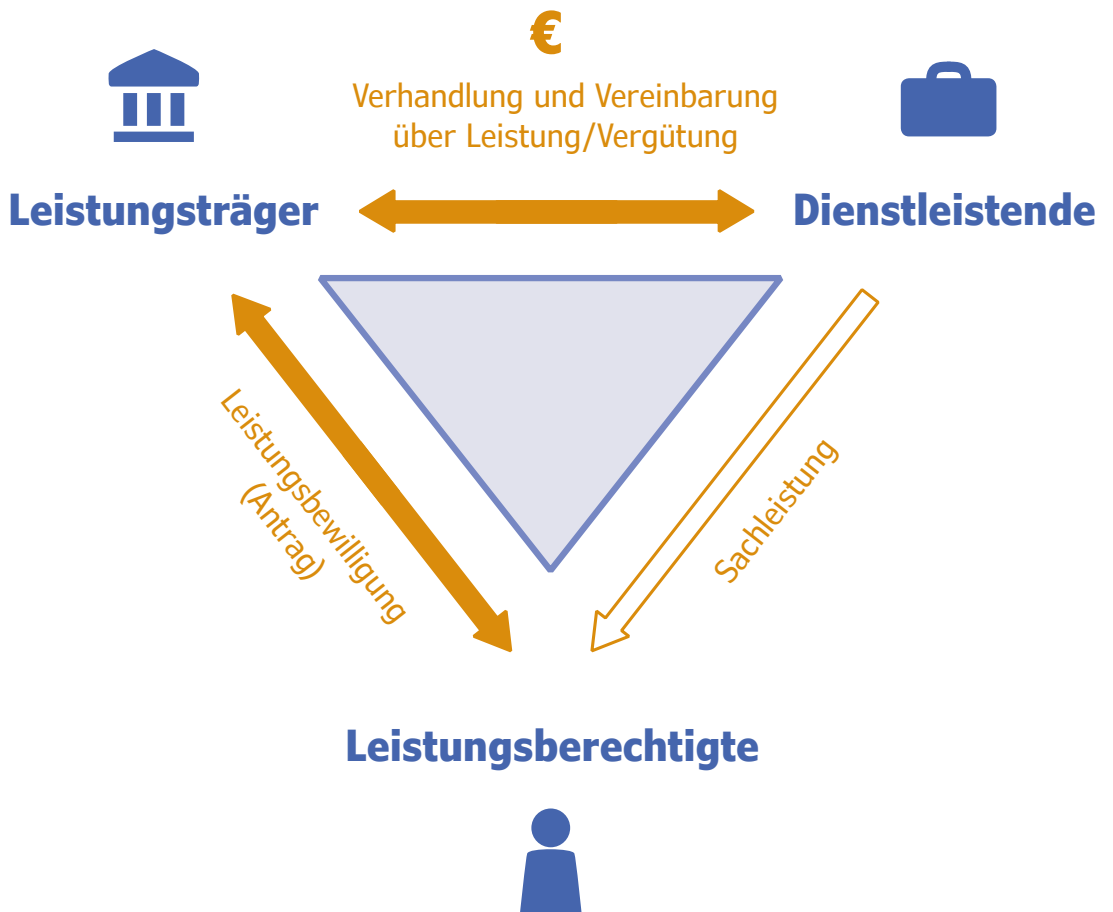 €
Verhandlung und Vereinbarung
über Leistung/Vergütung
Leistungsträger
Dienstleistende
Leistungsbewilligung
(Antrag)
Sachleistung
Leistungsberechtigte